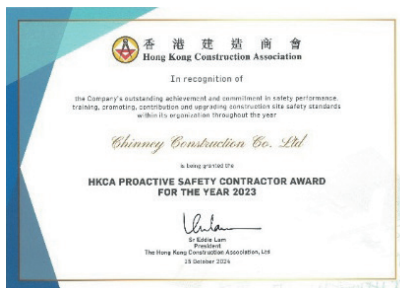 香港建造商會
Hong Kong Construction Association
In recognition of
the Company's outstanding achievement and commitment in safety performance,
training, promoting, contribution and upgrading construction site safety standards
within its organization throughout the year
Chinney Construction Co. Ltd
is being granted the
HKCA PROACTIVE SAFETY CONTRACTOR AWARD
FOR THE YEAR 2023
Sr Eddie Lam
President
The Hong Kong Construction Association, Ltd
28 October 2024